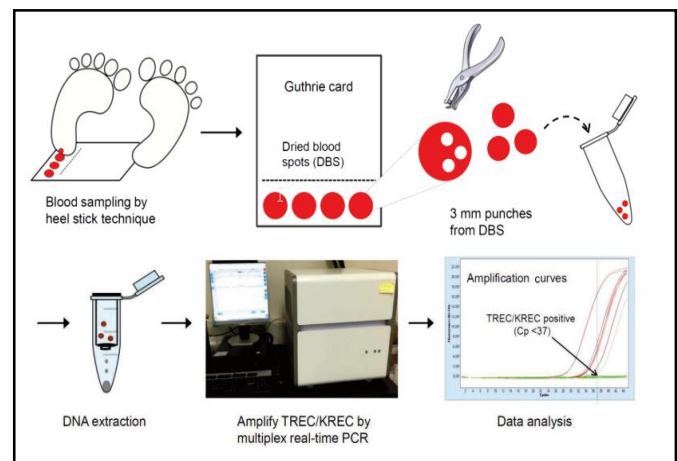 Guthrie card
Dried blood
spots (DBS)
Blood sampling by
heel stick technique
3 mm punches
from DBS
Amplification curves
TREC/KREC positive
(Cp <37)
DNA extraction
Amplify TREC/KREC by
multiplex real-time PCR
Data analysis